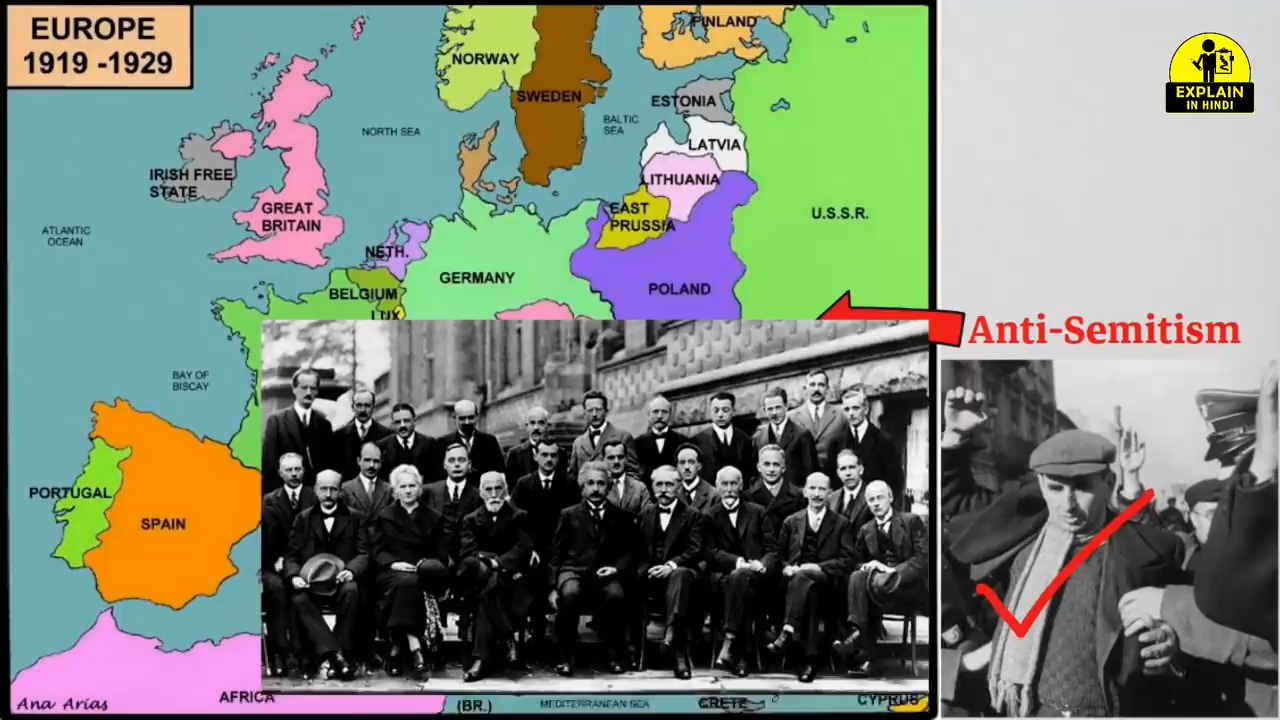 EUROPE
1919 -1929
NORWAY
FINLAND
SWEDEN
ESTONIA
NORTH SEA
BALTIC
SEA
LATVIA
IRISH FREE
STATE
LITHUANIA
GREAT
BRITAIN
EAST
PRUSSIA
U.S.S.R.
ATLANTIC
OCEAN
NETH.
GERMANY
POLAND
BELGIUM
LUX
BAY OF
BISCAY
PORTUGAL
SPAIN
Ana Arias
AFRICA
(BR.)
MEDITERRANEAN SEA
CRETE
CYPRUS
EXPLAIN
IN HINDI
Anti-Semitism